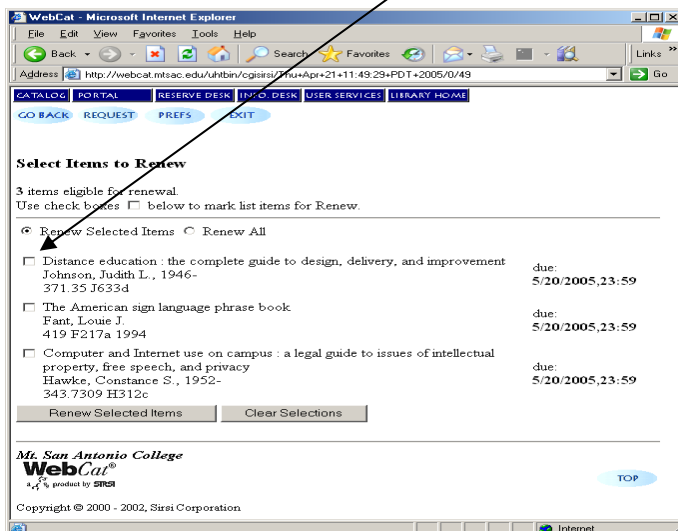 WebCat - Microsoft Internet Explorer
File Edit View Favorites Tools Help
Back Search Favorites Links »
Address http://webcat.mtsac.edu/uhtbin/cgisirsi/Thu+Apr+21+11:49:29+PDT+2005/0/49 Go
CATALOG PORTAL RESERVE DESK INFO. DESK USER SERVICES LIBRARY HOME
GO BACK REQUEST PREFS EXIT
Select Items to Renew
3 items eligible for renewal.
Use check boxes below to mark list items for Renew.
Renew Selected Items Renew All
Distance education : the complete guide to design, delivery, and improvement
Johnson, Judith L., 1946-
371.35 J633d
due:
5/20/2005,23:59
The American sign language phrase book
Fant, Louie J.
419 F217a 1994
due:
5/20/2005,23:59
Computer and Internet use on campus : a legal guide to issues of intellectual
property, free speech, and privacy
Hawke, Constance S., 1952-
343.7309 H312c
due:
5/20/2005,23:59
Renew Selected Items Clear Selections
Mt. San Antonio College
WebCat®
a product by SIRSI
TOP
Copyright © 2000 - 2002, Sirsi Corporation
Internet